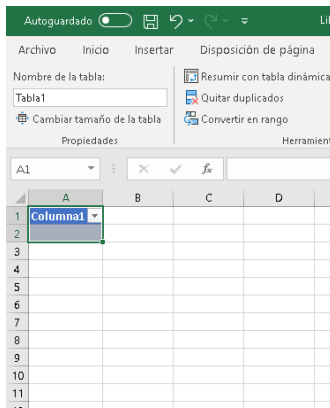 Autoguardado
Archivo Inicio Insertar Disposición de página
Nombre de la tabla:
Tabla1
Cambiar tamaño de la tabla
Propiedades
Resumir con tabla dinámica
Quitar duplicados
Convertir en rango
A1
fx
A B C D
1 Columna1
2
3
4
5
6
7
8
9
10
11